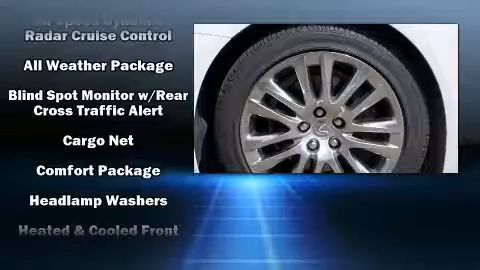 Radar Cruise Control
All Weather Package
Blind Spot Monitor w/Rear
Cross Traffic Alert
Cargo Net
Comfort Package
Headlamp Washers
Heated & Cooled Front